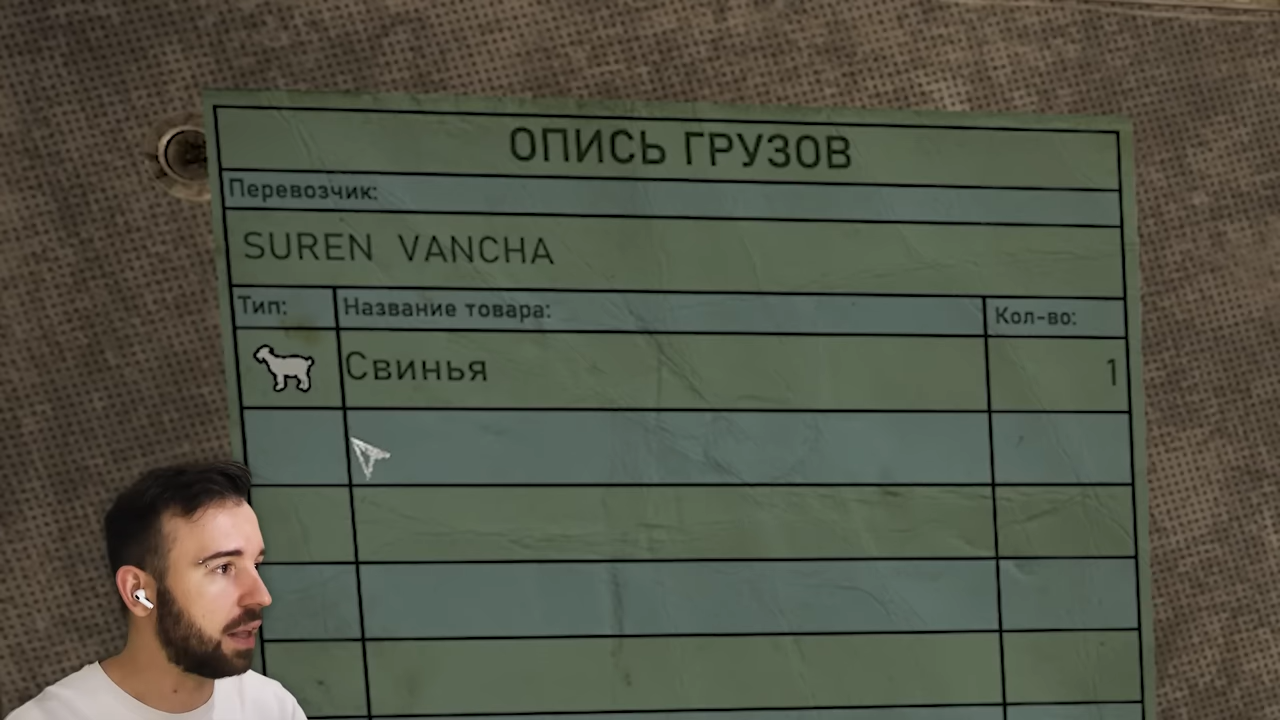 ОПИСЬ ГРУЗОВ
Перевозчик:
SUREN VANCHA
Тип: Название товара: Кол-во:
Свинья 1